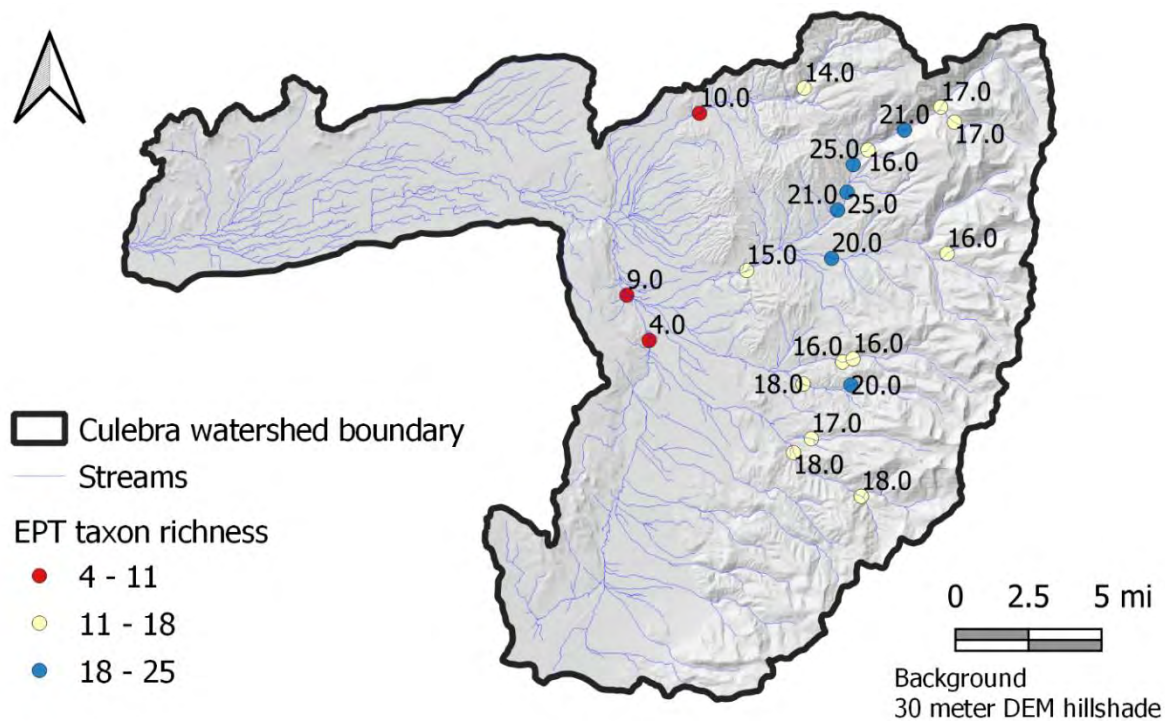 14.0
10.0
17.0
21.0
17.0
25.0
16.0
21.0
25.0
20.0
16.0
15.0
9.0
4.0
16.0
16.0
18.0
20.0
17.0
18.0
18.0
Culebra watershed boundary
Streams
EPT taxon richness
4 - 11
11 - 18
18 - 25
0 2.5 5 mi
Background
30 meter DEM hillshade